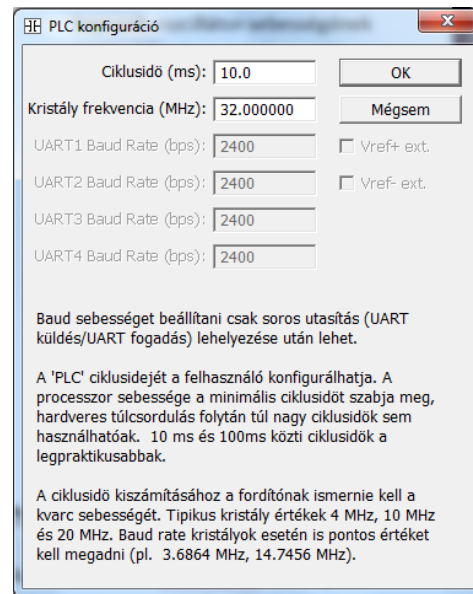 PLC konfiguráció
Ciklusidö (ms): 10.0
OK
Kristály frekvencia (MHz): 32.000000
Mégsem
UART1 Baud Rate (bps): 2400
Vref+ ext.
UART2 Baud Rate (bps): 2400
Vref- ext.
UART3 Baud Rate (bps): 2400
UART4 Baud Rate (bps): 2400
Baud sebességet beállítani csak soros utasítás (UART
küldés/UART fogadás) lehelyezése után lehet.
A 'PLC' ciklusidejét a felhasználó konfigurálhatja. A
processzor sebessége a minimális ciklusidöt szabja meg,
hardveres túlcsordulás folytán túl nagy ciklusidök sem
használhatóak. 10 ms és 100ms közti ciklusidök a
legpraktikusabbak.
A ciklusidö kiszámításához a fordítónak ismernie kell a
kvarc sebességét. Tipikus kristály értékek 4 MHz, 10 MHz
és 20 MHz. Baud rate kristályok esetén is pontos értéket
kell megadni (pl. 3.6864 MHz, 14.7456 MHz).